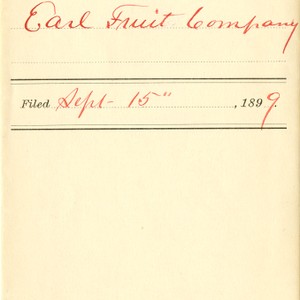 Earl Fruit Company
Filed Sept- 15" , 1899.